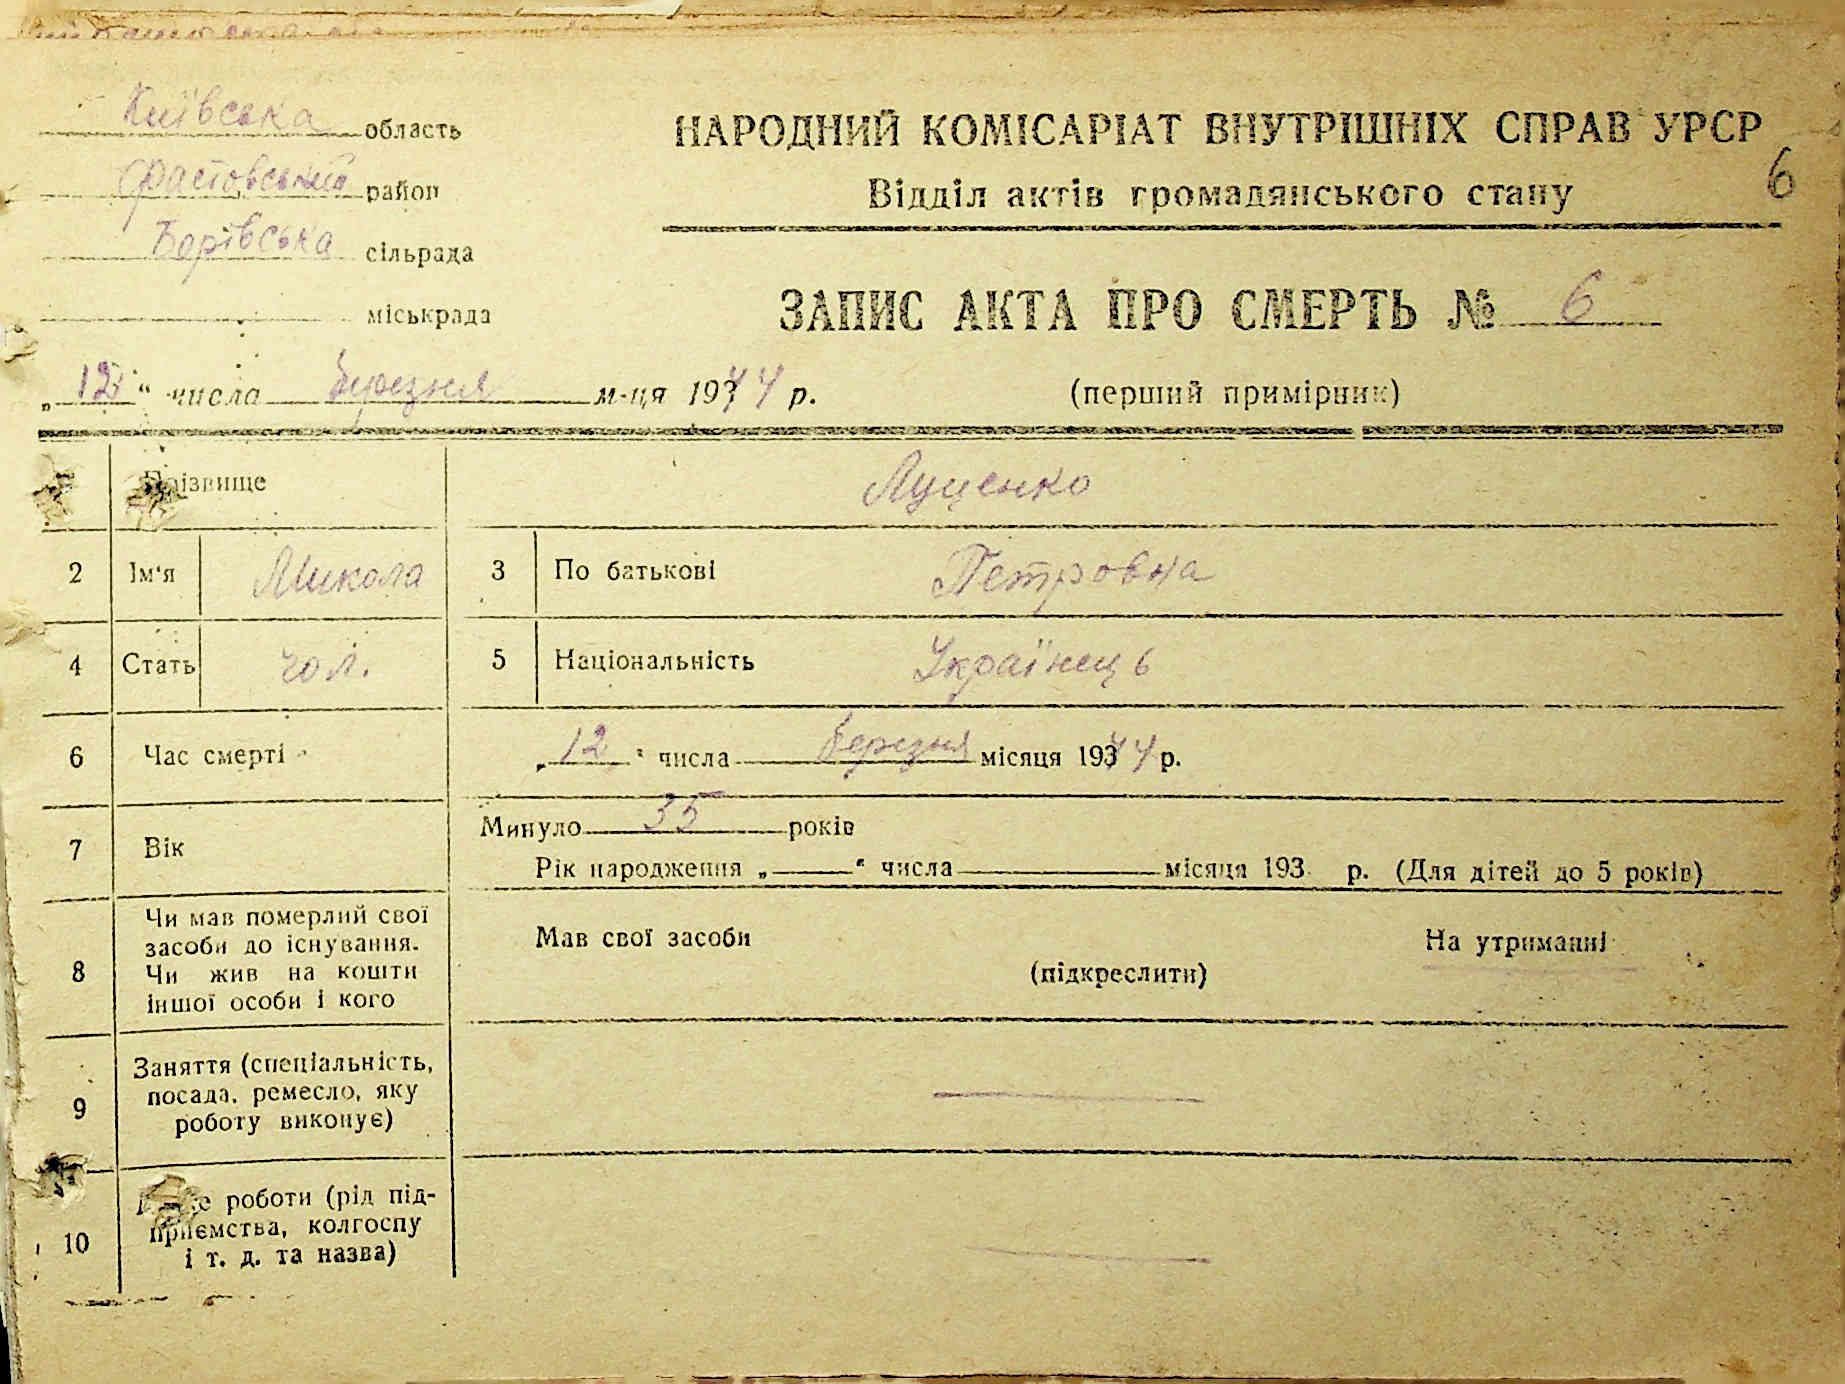 Київська область
Фастовський район
Борівська сільрада
міськрада
НАРОДНИЙ КОМІСАРІАТ ВНУТРІШНІХ СПРАВ УРСР
6
Відділ актів громадянського стану
ЗАПИС АКТА ПРО СМЕРТЬ № 6
„12“ числа березня м-ця 1944 р.
(перший примірник)
Прізвище
Луценко
2 Ім'я Микола 3 По батькові Петровна
4 Стать чол. 5 Національність Українець
6 Час смерті „12“ числа березня місяця 1944 р.
7 Вік
Минуло 35 років
Рік народження „ “ числа місяця 193 р. (Для дітей до 5 років)
8
Чи мав померлий свої
засоби до існування.
Чи жив на кошти
іншої особи і кого
Мав свої засоби
(підкреслити)
На утриманні
9
Заняття (спеціальність,
посада, ремесло, яку
роботу виконує)
10
роботи (рід під-
приємства, колгоспу
і т. д. та назва)